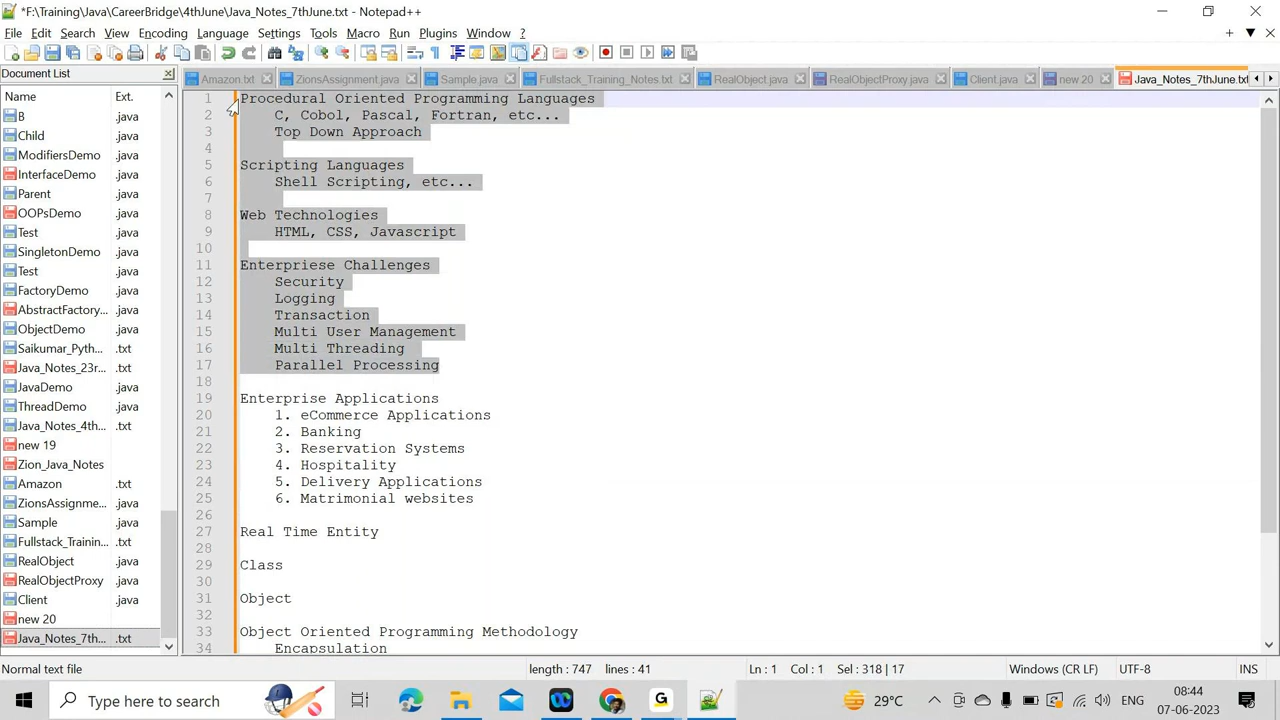 *F:\Training\Java\CareerBridge\4thJune\Java_Notes_7thJune.txt - Notepad++
File Edit Search View Encoding Language Settings Tools Macro Run Plugins Window ?
Amazon.txt ZionsAssignment.java Sample.java Fullstack_Training_Notes.txt RealObject.java RealObjectProxy.java Client.java new 20 Java_Notes_7thJune.txt
Document List
Name Ext.
B .java
Child .java
ModifiersDemo .java
InterfaceDemo .java
Parent .java
OOPsDemo .java
Test .java
SingletonDemo .java
Test .java
FactoryDemo .java
AbstractFactory... .java
ObjectDemo .java
Saikumar_Pyth... .txt
Java_Notes_23r... .txt
JavaDemo .java
ThreadDemo .java
Java_Notes_4th... .txt
new 19
Zion_Java_Notes
Amazon .txt
ZionsAssignme... .java
Sample .java
Fullstack_Trainin... .txt
RealObject .java
RealObjectProxy .java
Client .java
new 20
Java_Notes_7th... .txt
1 Procedural Oriented Programming Languages
2 C, Cobol, Pascal, Fortran, etc...
3 Top Down Approach
4
5 Scripting Languages
6 Shell Scripting, etc...
7
8 Web Technologies
9 HTML, CSS, Javascript
10
11 Enterpriese Challenges
12 Security
13 Logging
14 Transaction
15 Multi User Management
16 Multi Threading
17 Parallel Processing
18
19 Enterprise Applications
20 1. eCommerce Applications
21 2. Banking
22 3. Reservation Systems
23 4. Hospitality
24 5. Delivery Applications
25 6. Matrimonial websites
26
27 Real Time Entity
28
29 Class
30
31 Object
32
33 Object Oriented Programming Methodology
34 Encapsulation
Normal text file length : 747 lines : 41 Ln : 1 Col : 1 Sel : 318 | 17 Windows (CR LF) UTF-8 INS
Type here to search 29°C ENG 08:44
07-06-2023